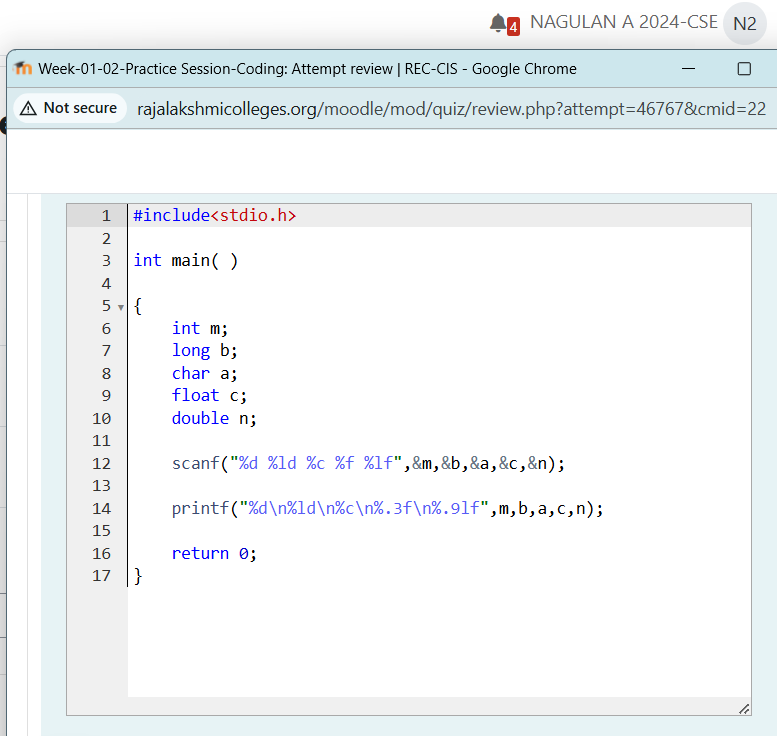 4 NAGULAN A 2024-CSE N2
Week-01-02-Practice Session-Coding: Attempt review | REC-CIS - Google Chrome
Not secure rajalakshmicolleges.org/moodle/mod/quiz/review.php?attempt=46767&cmid=22
1 #include<stdio.h>
2
3 int main( )
4
5 {
6 int m;
7 long b;
8 char a;
9 float c;
10 double n;
11
12 scanf("%d %ld %c %f %lf",&m,&b,&a,&c,&n);
13
14 printf("%d\n%ld\n%c\n%.3f\n%.9lf",m,b,a,c,n);
15
16 return 0;
17 }